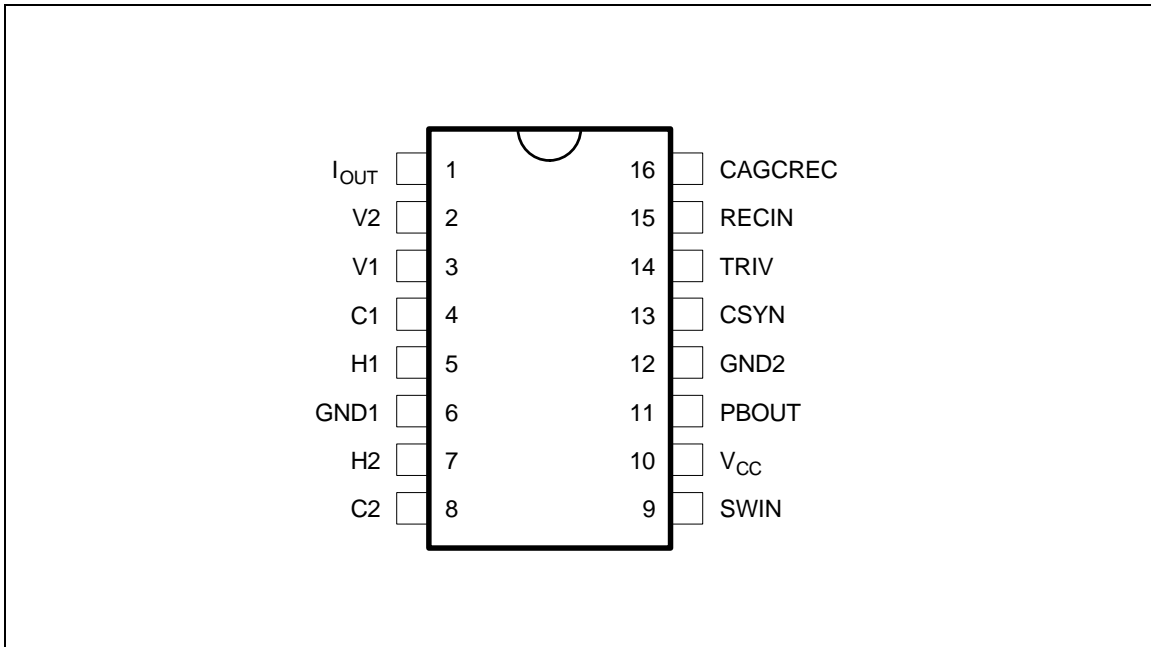 I_OUT 1 16 CAGCREC
V2 2 15 RECIN
V1 3 14 TRIV
C1 4 13 CSYN
H1 5 12 GND2
GND1 6 11 PBOUT
H2 7 10 V_CC
C2 8 9 SWIN